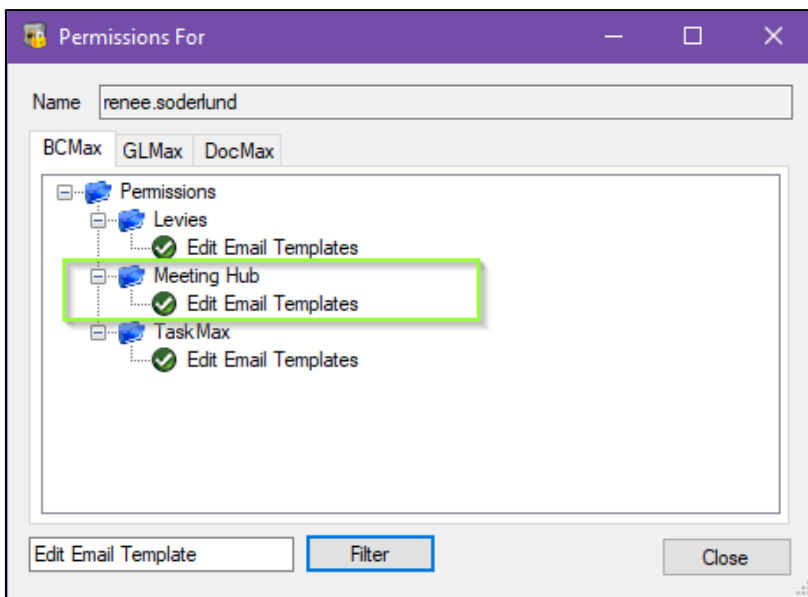 Permissions For
Name renee.soderlund
BCMax GLMax DocMax
Permissions
Levies
Edit Email Templates
Meeting Hub
Edit Email Templates
TaskMax
Edit Email Templates
Edit Email Template Filter Close